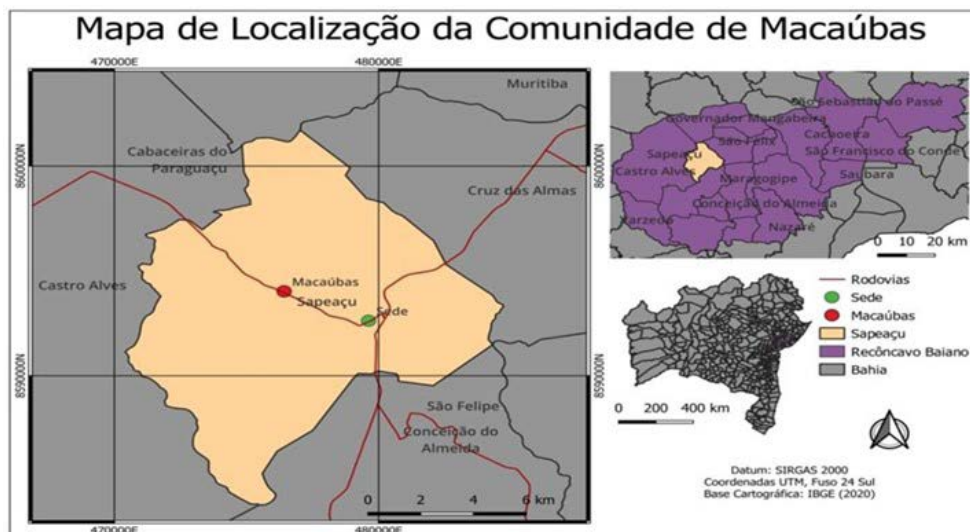 Mapa de Localização da Comunidade de Macaúbas
470000E
480000E
Muritiba
Cabaceiras do
Paraguaçu
8600000N
8600000N
Cruz das Almas
Castro Alves
Macaúbas
Sapeaçu
Sede
8590000N
8590000N
São Felipe
Conceição do
Almeida
0 2 4 6 km
470000E
480000E
São Sebastião do Passé
Governador Mangabeira
Cachoeira
São Félix
São Francisco do Conde
Sapeaçu
Castro Alves
Maragogipe
Saubara
Conceição do Almeida
Varzedo
Nazaré
0 10 20 km
Rodovias
Sede
Macaúbas
Sapeaçu
Recôncavo Baiano
Bahia
0 200 400 km
Datum: SIRGAS 2000
Coordenadas UTM, Fuso 24 Sul
Base Cartográfica: IBGE (2020)